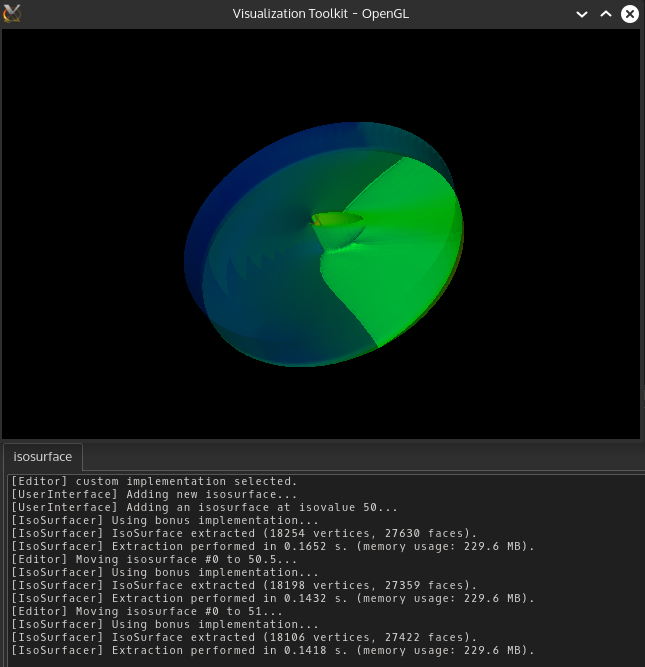 Visualization Toolkit - OpenGL
isosurface
[Editor] custom implementation selected.
[UserInterface] Adding new isosurface...
[UserInterface] Adding an isosurface at isovalue 50...
[IsoSurfacer] Using bonus implementation...
[IsoSurfacer] IsoSurface extracted (18254 vertices, 27630 faces).
[IsoSurfacer] Extraction performed in 0.1652 s. (memory usage: 229.6 MB).
[Editor] Moving isosurface #0 to 50.5...
[IsoSurfacer] Using bonus implementation...
[IsoSurfacer] IsoSurface extracted (18198 vertices, 27359 faces).
[IsoSurfacer] Extraction performed in 0.1432 s. (memory usage: 229.6 MB).
[Editor] Moving isosurface #0 to 51...
[IsoSurfacer] Using bonus implementation...
[IsoSurfacer] IsoSurface extracted (18106 vertices, 27422 faces).
[IsoSurfacer] Extraction performed in 0.1418 s. (memory usage: 229.6 MB).